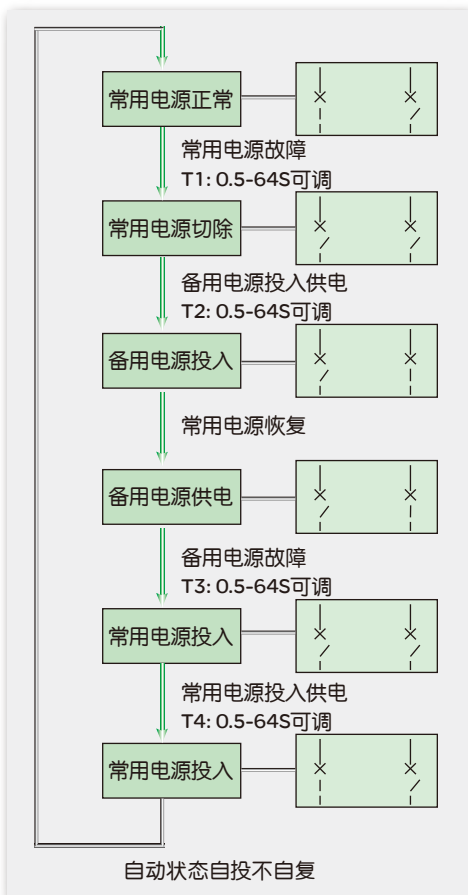 常用电源正常
常用电源故障
T1: 0.5-64S可调
常用电源切除
备用电源投入供电
T2: 0.5-64S可调
备用电源投入
常用电源恢复
备用电源供电
备用电源故障
T3: 0.5-64S可调
常用电源投入
常用电源投入供电
T4: 0.5-64S可调
常用电源投入
自动状态自投不自复